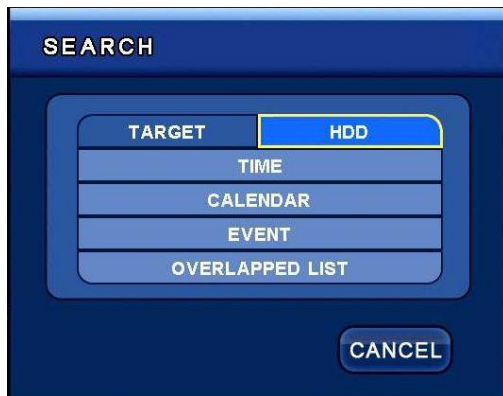 SEARCH
TARGET HDD
TIME
CALENDAR
EVENT
OVERLAPPED LIST
CANCEL